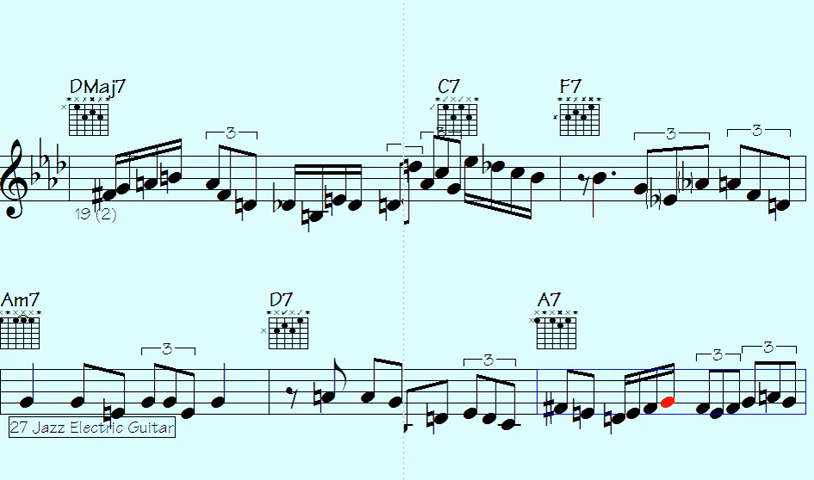 DMaj7 C7 F7
3 3 3 3
19 (2)
Am7 D7 A7
3 3 3 3
27 Jazz Electric Guitar